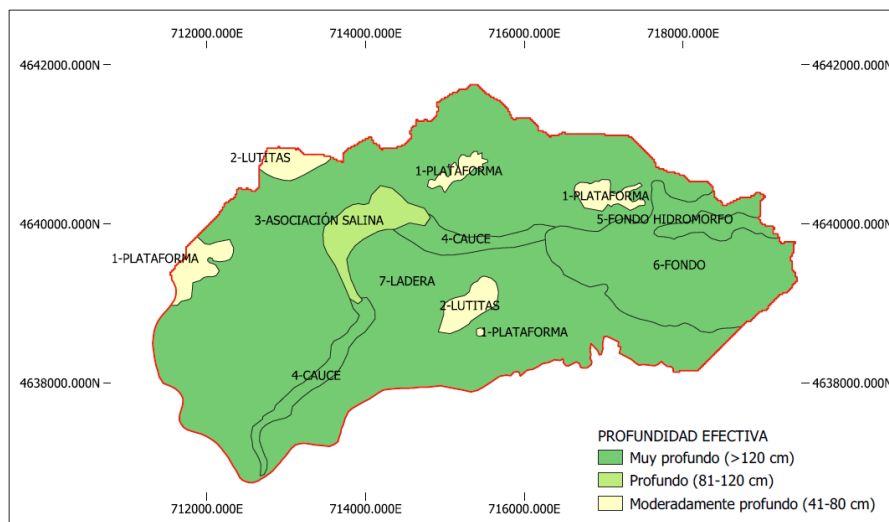 712000.000E 714000.000E 716000.000E 718000.000E
4642000.000N 4642000.000N
2-LUTITAS
1-PLATAFORMA
1-PLATAFORMA
3-ASOCIACIÓN SALINA
5-FONDO HIDROMORFO
4640000.000N 4640000.000N
4-CAUCE
1-PLATAFORMA
6-FONDO
7-LADERA
2-LUTITAS
1-PLATAFORMA
4638000.000N 4638000.000N
4-CAUCE
PROFUNDIDAD EFECTIVA
Muy profundo (>120 cm)
Profundo (81-120 cm)
Moderadamente profundo (41-80 cm)
712000.000E 714000.000E 716000.000E 718000.000E